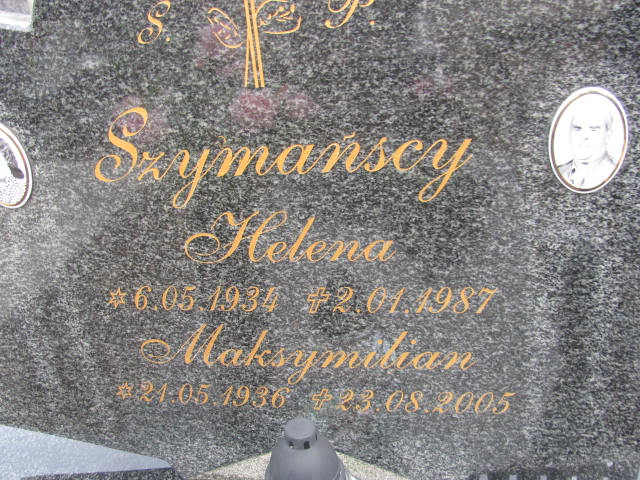 Ś. P.
Szymańscy
Helena
✡6.05.1934 ✝2.01.1987
Maksymilian
✡21.05.1936 ✝23.08.2005